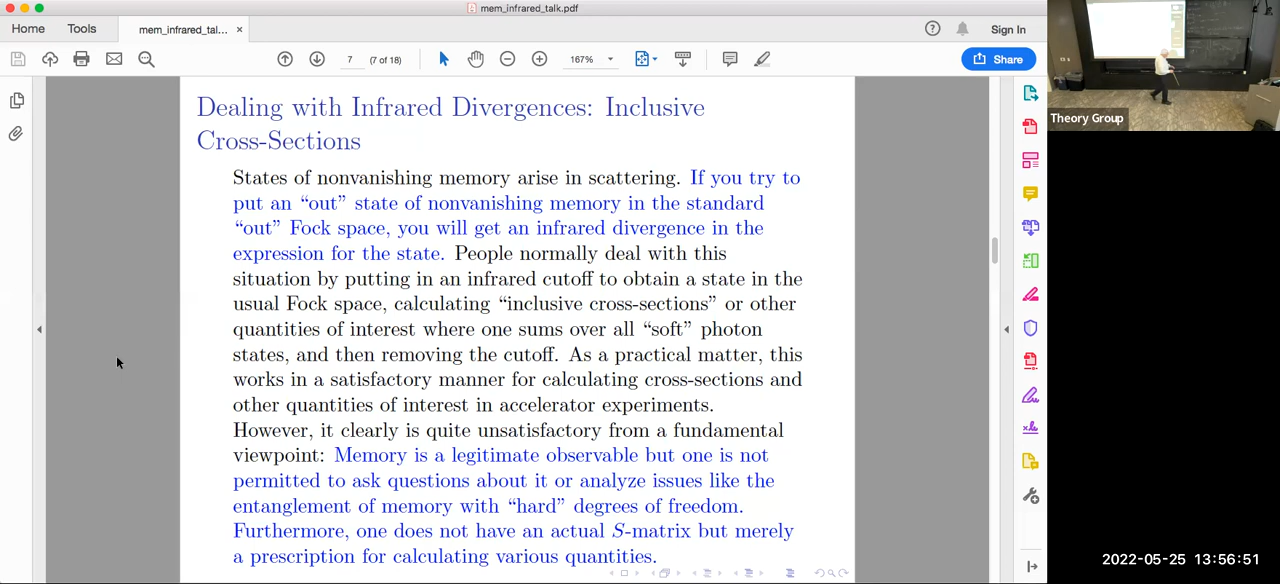 mem_infrared_talk.pdf
Home
Tools
mem_infrared_tal...
Sign In
7
(7 of 18)
167%
Share
Dealing with Infrared Divergences: Inclusive
Cross-Sections
States of nonvanishing memory arise in scattering. If you try to
put an “out” state of nonvanishing memory in the standard
“out” Fock space, you will get an infrared divergence in the
expression for the state. People normally deal with this
situation by putting in an infrared cutoff to obtain a state in the
usual Fock space, calculating “inclusive cross-sections” or other
quantities of interest where one sums over all “soft” photon
states, and then removing the cutoff. As a practical matter, this
works in a satisfactory manner for calculating cross-sections and
other quantities of interest in accelerator experiments.
However, it clearly is quite unsatisfactory from a fundamental
viewpoint: Memory is a legitimate observable but one is not
permitted to ask questions about it or analyze issues like the
entanglement of memory with “hard” degrees of freedom.
Furthermore, one does not have an actual S-matrix but merely
a prescription for calculating various quantities.
Theory Group
2022-05-25 13:56:51